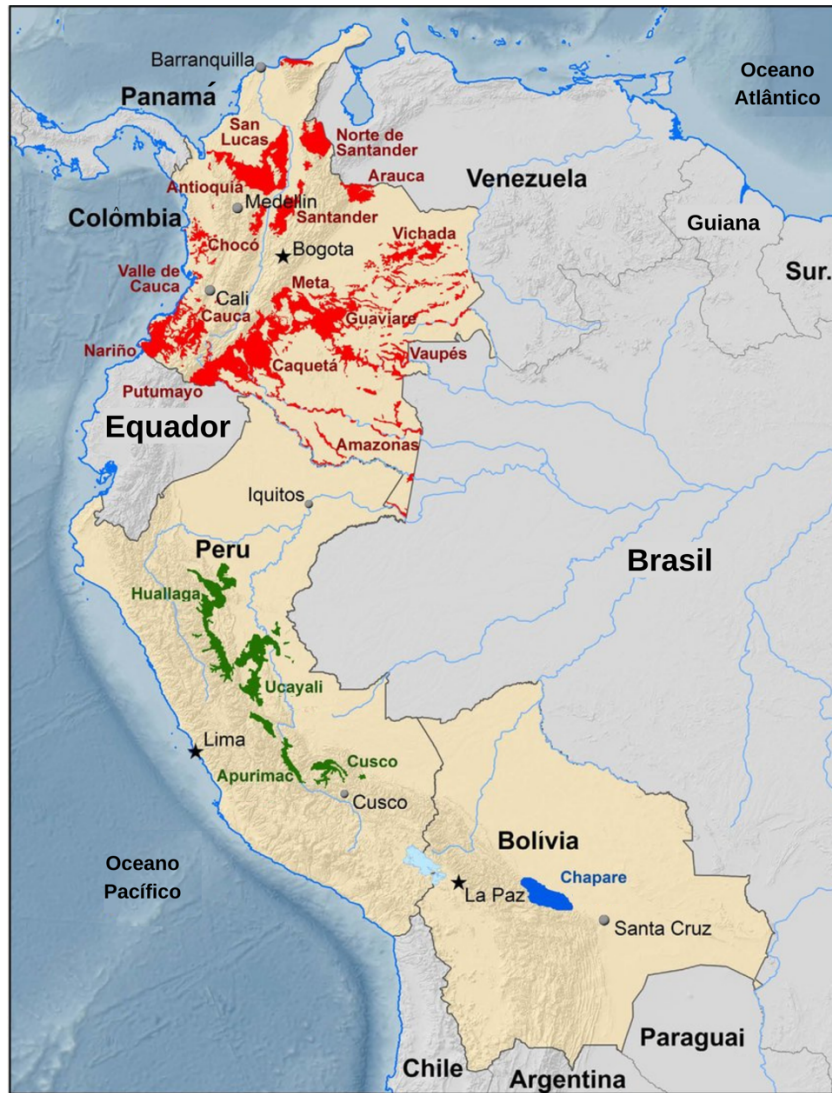 Barranquilla
Oceano
Atlântico
Panamá
San
Lucas
Norte de
Santander
Arauca
Venezuela
Antioquia
Medellin
Santander
Colômbia
Guiana
Chocó
Bogota
Vichada
Sur.
Valle de
Cauca
Meta
Cali
Cauca
Guaviare
Nariño
Vaupés
Caquetá
Putumayo
Equador
Amazonas
Iquitos
Peru
Brasil
Huallaga
Ucayali
Lima
Cusco
Apurimac
Cusco
Bolívia
Oceano
Pacífico
La Paz
Chapare
Santa Cruz
Paraguai
Chile
Argentina